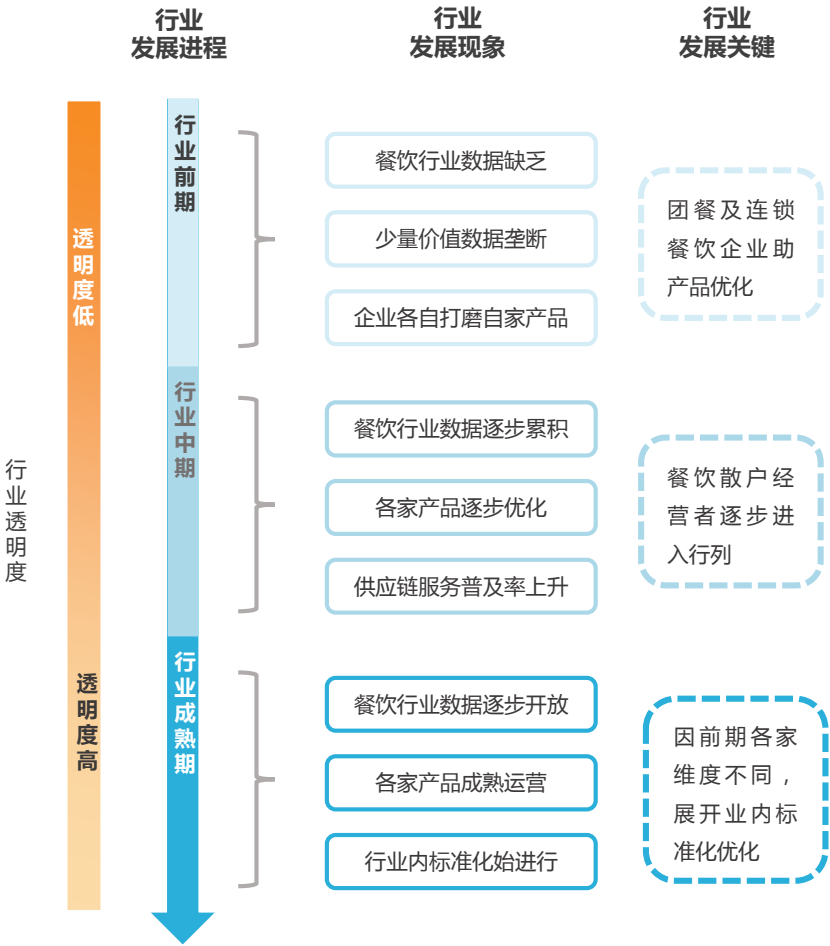 行业
发展进程
行业
发展现象
行业
发展关键
行业透明度
透明度低
透明度高
行业前期
餐饮行业数据缺乏
少量价值数据垄断
企业各自打磨自家产品
团餐及连锁
餐饮企业助
产品优化
行业中期
餐饮行业数据逐步累积
各家产品逐步优化
供应链服务普及率上升
餐饮散户经
营者逐步进
入行列
行业成熟期
餐饮行业数据逐步开放
各家产品成熟运营
行业内标准化始进行
因前期各家
维度不同，
展开业内标
准化优化